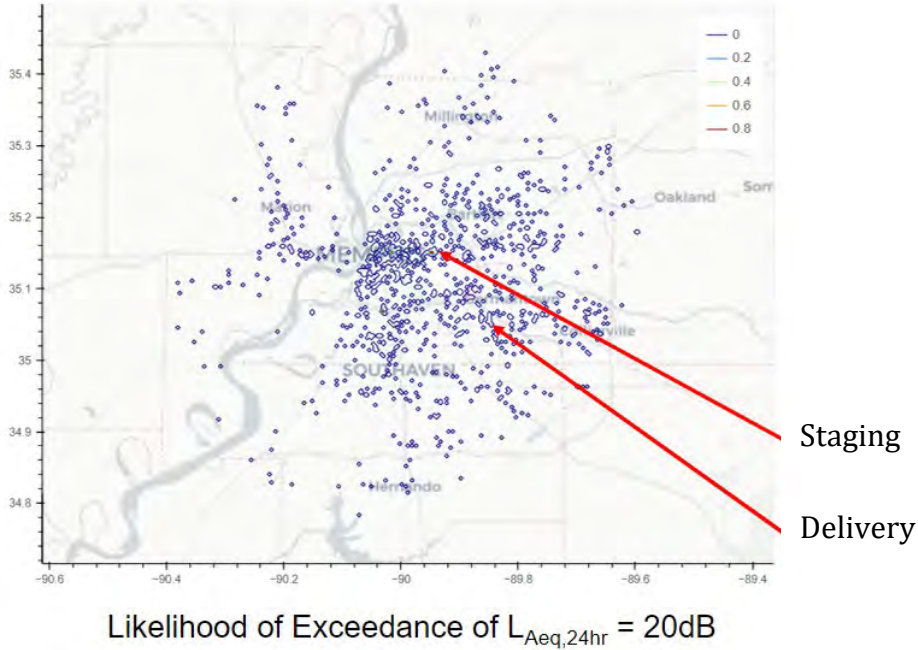 0
0.2
0.4
0.6
0.8
35.4
35.3
35.2
35.1
35
34.9
34.8
Millington
Oakland
Marion
SOUTHAVEN
Hernando
Staging
Delivery
−90.6
−90.4
−90.2
−90
−89.8
−89.6
−89.4
Likelihood of Exceedance of LAeq,24hr = 20dB